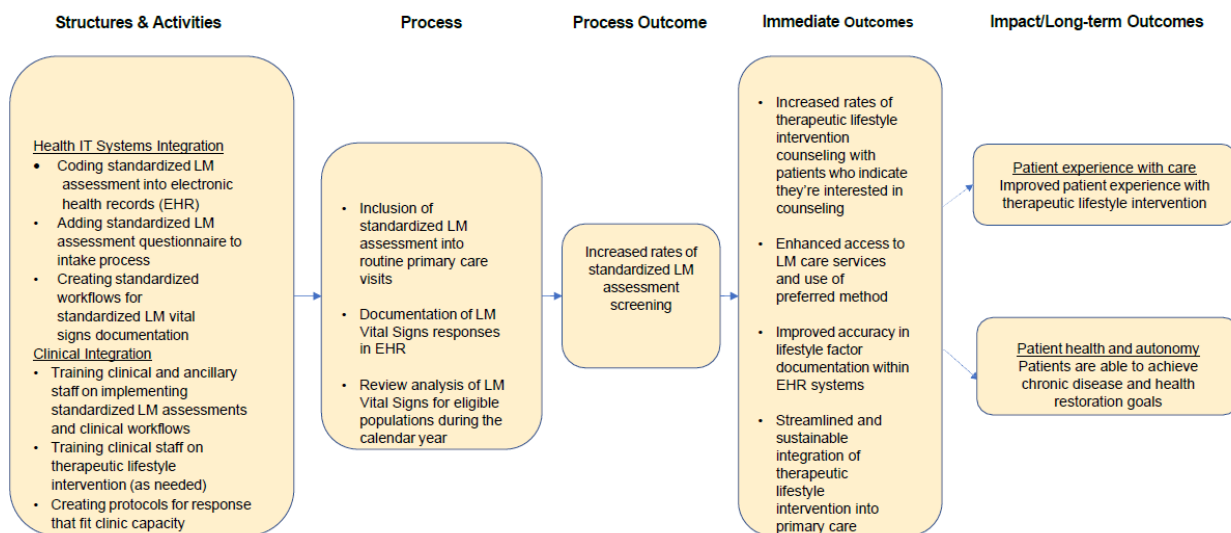 Structures & Activities
Process
Process Outcome
Immediate Outcomes
Impact/Long-term Outcomes
Health IT Systems Integration
• Coding standardized LM
assessment into electronic
health records (EHR)
• Adding standardized LM
assessment questionnaire to
intake process
• Creating standardized
workflows for
standardized LM vital
signs documentation
Clinical Integration
• Training clinical and ancillary
staff on implementing
standardized LM assessments
and clinical workflows
• Training clinical staff on
therapeutic lifestyle
intervention (as needed)
• Creating protocols for response
that fit clinic capacity
• Inclusion of
standardized LM
assessment into
routine primary care
visits
• Documentation of LM
Vital Signs responses
in EHR
• Review analysis of LM
Vital Signs for eligible
populations during the
calendar year
Increased rates of
standardized LM
assessment
screening
• Increased rates of
therapeutic lifestyle
intervention
counseling with
patients who indicate
they're interested in
counseling
• Enhanced access to
LM care services
and use of
preferred method
• Improved accuracy in
lifestyle factor
documentation within
EHR systems
• Streamlined and
sustainable
integration of
therapeutic
lifestyle
intervention into
primary care
Patient experience with care
Improved patient experience with
therapeutic lifestyle intervention
Patient health and autonomy
Patients are able to achieve
chronic disease and health
restoration goals